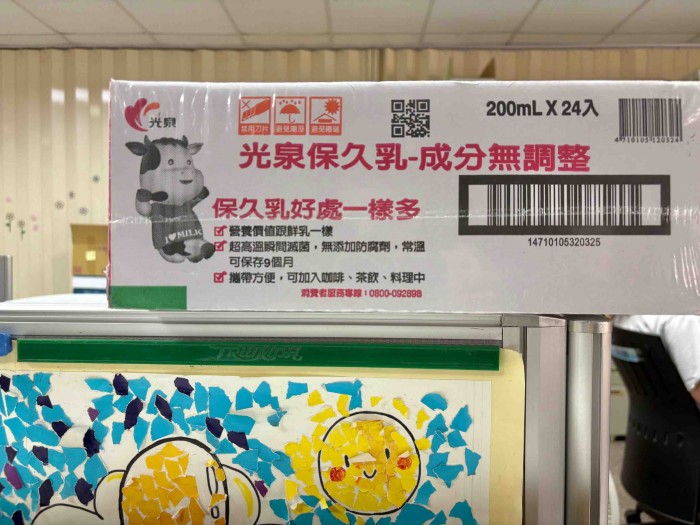 光泉
禁用刀片
避免雨淋
避免曝曬
200mL X 24入
4710105320324
光泉保久乳-成分無調整
保久乳好處一樣多
營養價值跟鮮乳一樣
超高溫瞬間滅菌，無添加防腐劑，常溫
可保存9個月
攜帶方便，可加入咖啡、茶飲、料理中
消費者服務專線：0800-092898
14710105320325
I♥MILK